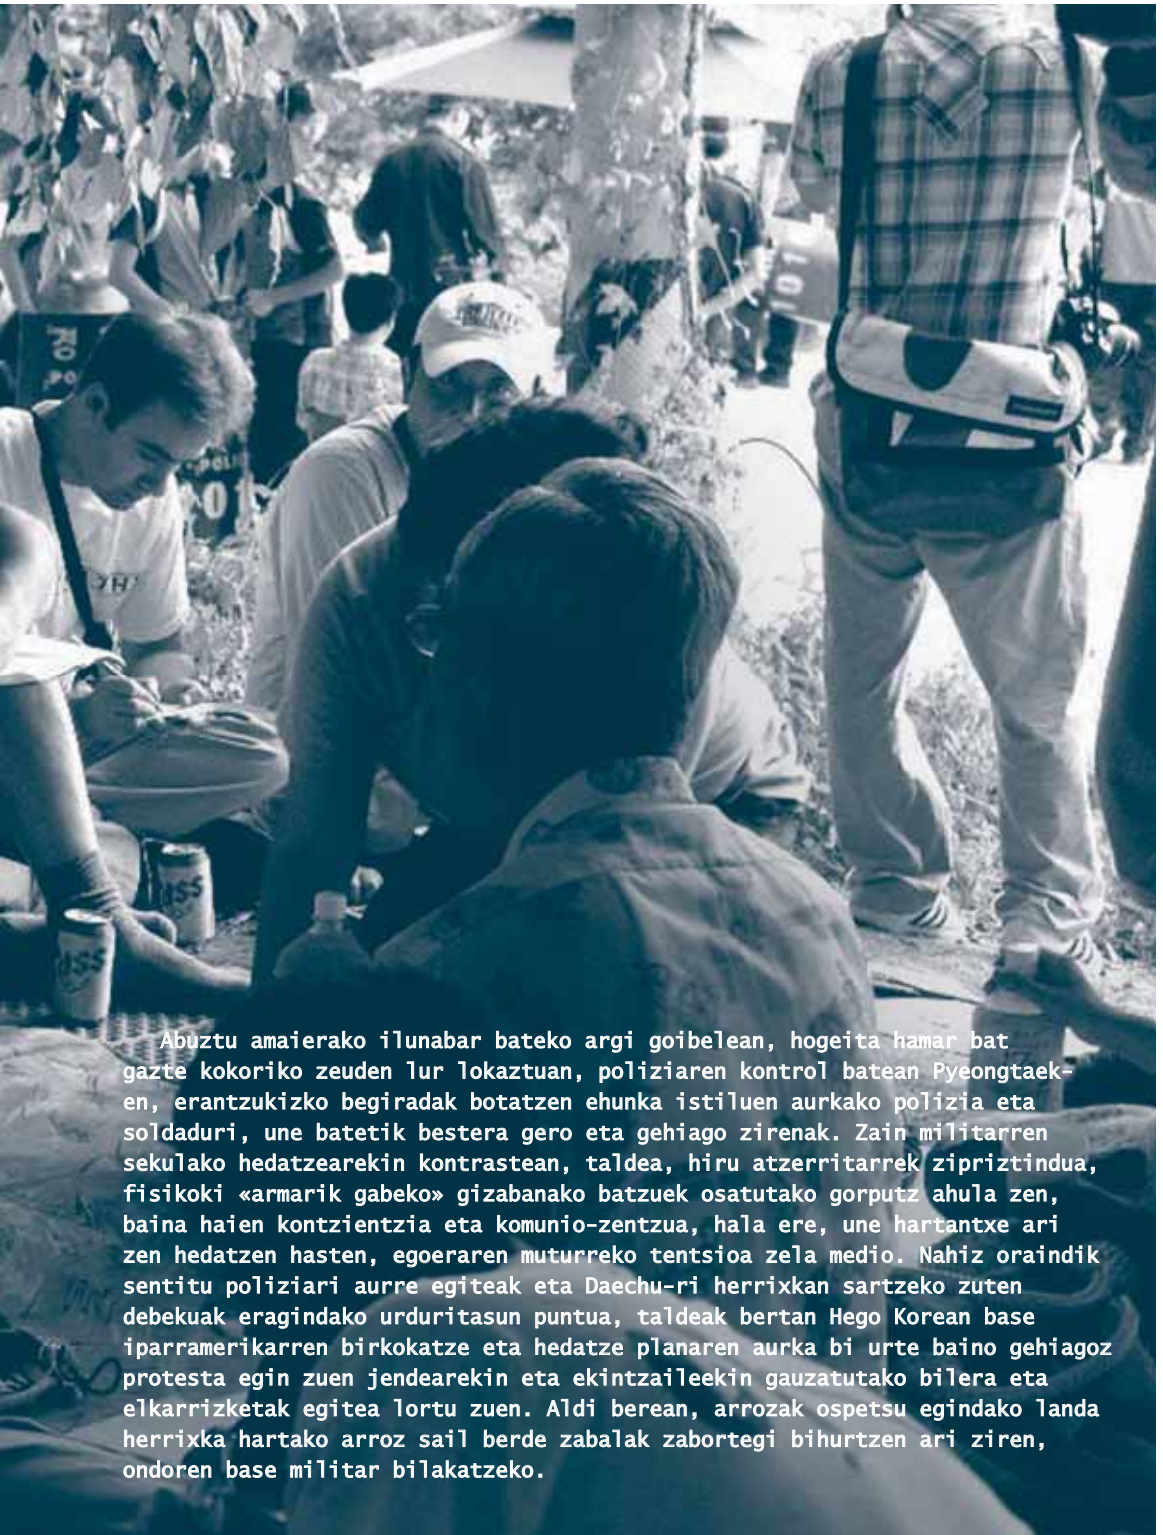 KO
PO
101
POLI
01
HSS
HSS
Abuztu amaierako ilunabar bateko argi goibelean, hogeita hamar bat
gazte kokoriko zeuden lur lokaztuan, poliziaren kontrol batean Pyeongtaek-
en, erantzukizko begiradak botatzen ehunka istiluen aurkako polizia eta
soldaduri, une batetik bestera gero eta gehiago zirenak. Zain militarren
sekulako hedatzearekin kontrastean, taldea, hiru atzerritarrek zipriztindua,
fisikoki «armarik gabeko» gizabanako batzuek osatutako gorputz ahula zen,
baina haien kontzientzia eta komunio-zentzua, hala ere, une hartantxe ari
zen hedatzen hasten, egoeraren muturreko tentsioa zela medio. Nahiz oraindik
sentitu poliziari aurre egiteak eta Daechu-ri herrixkan sartzeko zuten
debekuak eragindako urduritasun puntua, taldeak bertan Hego Korean base
iparramerikarren birkokatze eta hedatze planaren aurka bi urte baino gehiagoz
protesta egin zuen jendearekin eta ekintzaileekin gauzatutako bilera eta
elkarrizketak egitea lortu zuen. Aldi berean, arrozak ospetsu egindako landa
herrixka hartako arroz sail berde zabalak zabortegi bihurtzen ari ziren,
ondoren base militar bilakatzeko.